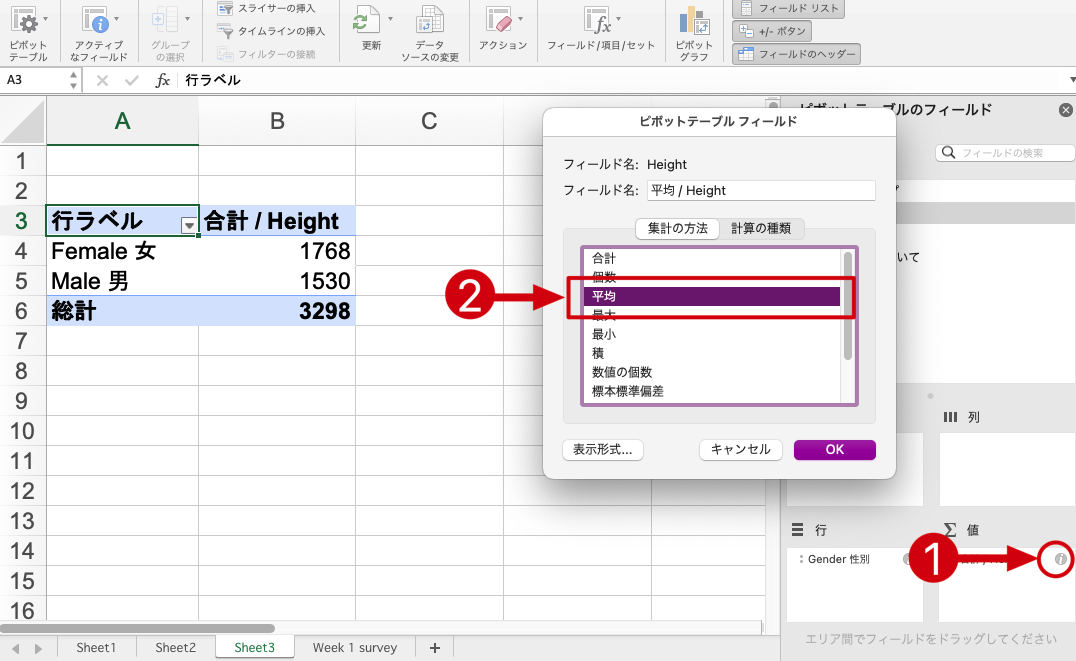 ピボット
テーブル
アクティブ
なフィールド
グループ
の選択
スライサーの挿入
タイムラインの挿入
フィルターの接続
更新
データ
ソースの変更
アクション
フィールド/項目/セット
ピボット
グラフ
フィールド リスト
+/- ボタン
フィールドのヘッダー
A3
fx 行ラベル
A B C
1
2
3 行ラベル 合計 / Height
4 Female 女 1768
5 Male 男 1530
6 総計 3298
7
8
9
10
11
12
13
14
15
16
ピボットテーブル フィールド
フィールド名: Height
フィールド名: 平均 / Height
集計の方法 計算の種類
合計
個数
平均
最大
最小
積
数値の個数
標本標準偏差
表示形式... キャンセル OK
2
ピボットテーブルのフィールド
フィールドの検索
いて
列
行
Σ 値
Gender 性別
1
エリア間でフィールドをドラッグしてください
Sheet1 Sheet2 Sheet3 Week 1 survey +